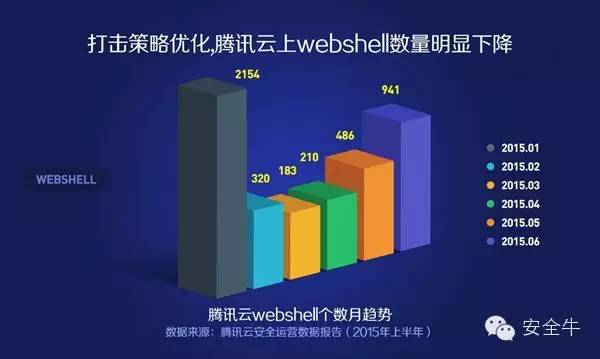 打击策略优化,腾讯云上webshell数量明显下降
2154
941
486
210
183
320
WEBSHELL
2015.01
2015.02
2015.03
2015.04
2015.05
2015.06
腾讯云webshell个数月趋势
数据来源：腾讯云安全运营数据报告（2015年上半年）
安全牛